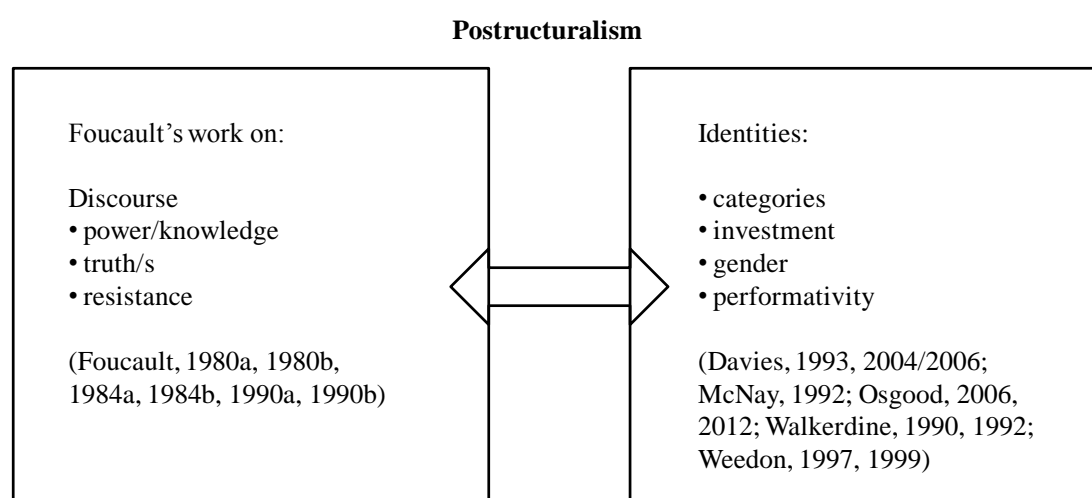 Postructuralism
Foucault's work on:
Discourse
• power/knowledge
• truth/s
• resistance
(Foucault, 1980a, 1980b,
1984a, 1984b, 1990a, 1990b)
Identities:
• categories
• investment
• gender
• performativity
(Davies, 1993, 2004/2006;
McNay, 1992; Osgood, 2006,
2012; Walkerdine, 1990, 1992;
Weedon, 1997, 1999)